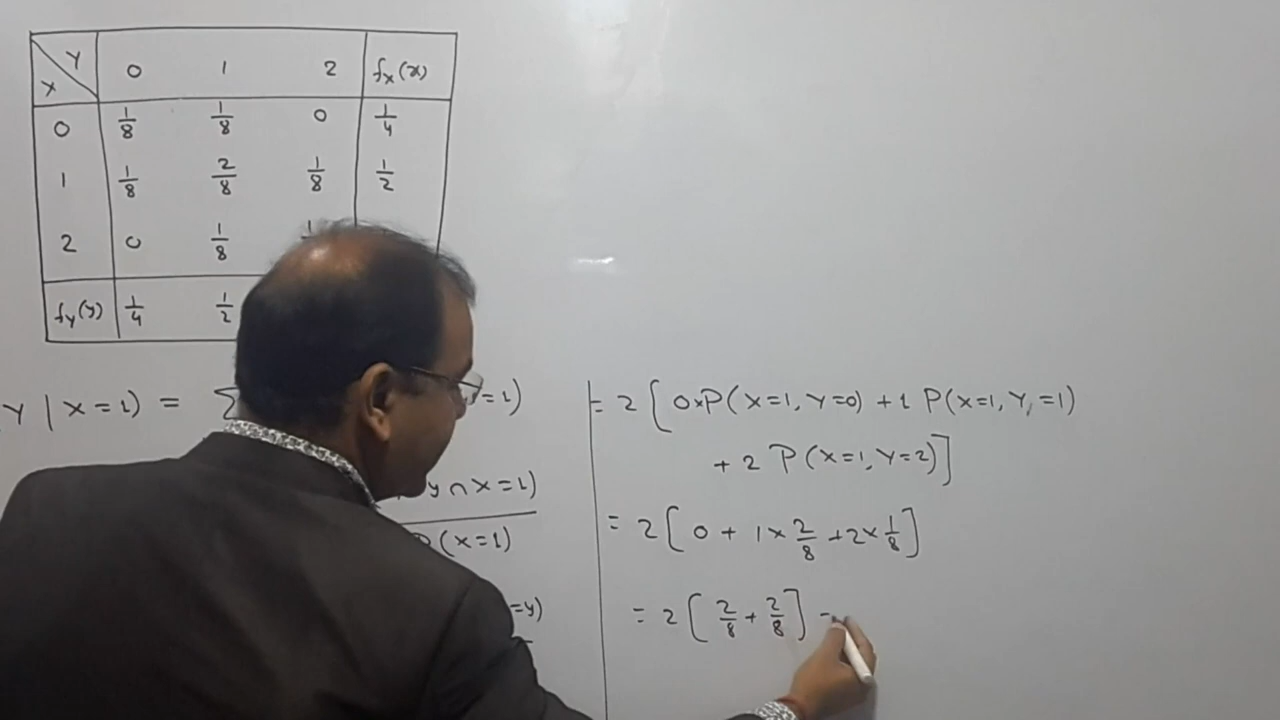 Y
X 0 1 2 fx(x)
0 1/8 1/8 0 1/4
1 1/8 2/8 1/8 1/2
2 0 1/8
fY(y) 1/4 1/2
Y | X=1) = Σ =1)
y ∩ X=1)
(X=1)
=y)
= 2 [ 0×P(X=1, Y=0) + 1 P(X=1, Y=1)
+ 2 P(X=1, Y=2) ]
= 2 [ 0 + 1× 2/8 + 2× 1/8 ]
= 2 [ 2/8 + 2/8 ] =